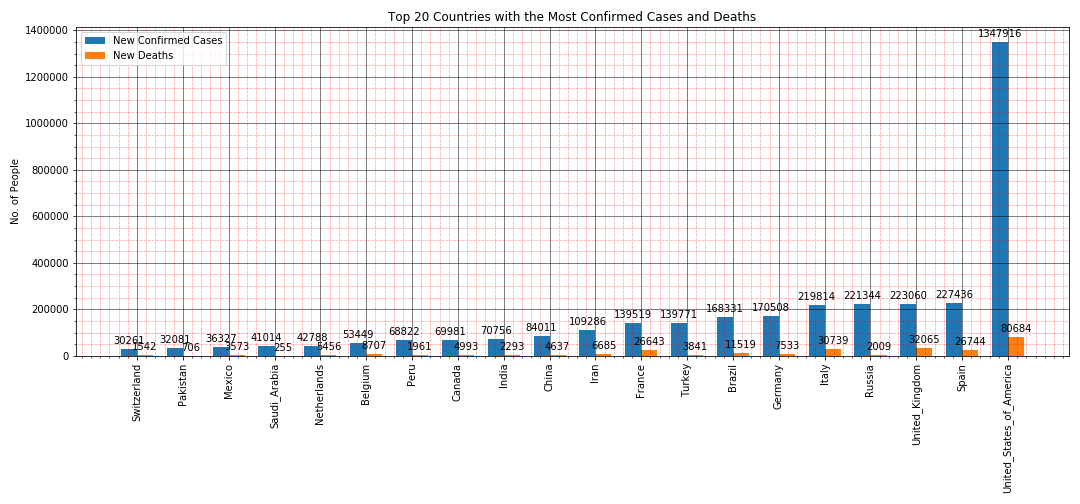 Top 20 Countries with the Most Confirmed Cases and Deaths
New Confirmed Cases
New Deaths
No. of People
1400000
1200000
1000000
800000
600000
400000
200000
0
30261 1542
32081 706
36327 3573
41014 255
42788 5456
53449 8707
68822 1961
69981 4993
70756 2293
84011 4637
109286 6685
139519 26643
139771 3841
168331 11519
170508 7533
219814 30739
221344 2009
223060 32065
227436 26744
1347916 80684
Switzerland
Pakistan
Mexico
Saudi_Arabia
Netherlands
Belgium
Peru
Canada
India
China
Iran
France
Turkey
Brazil
Germany
Italy
Russia
United_Kingdom
Spain
United_States_of_America